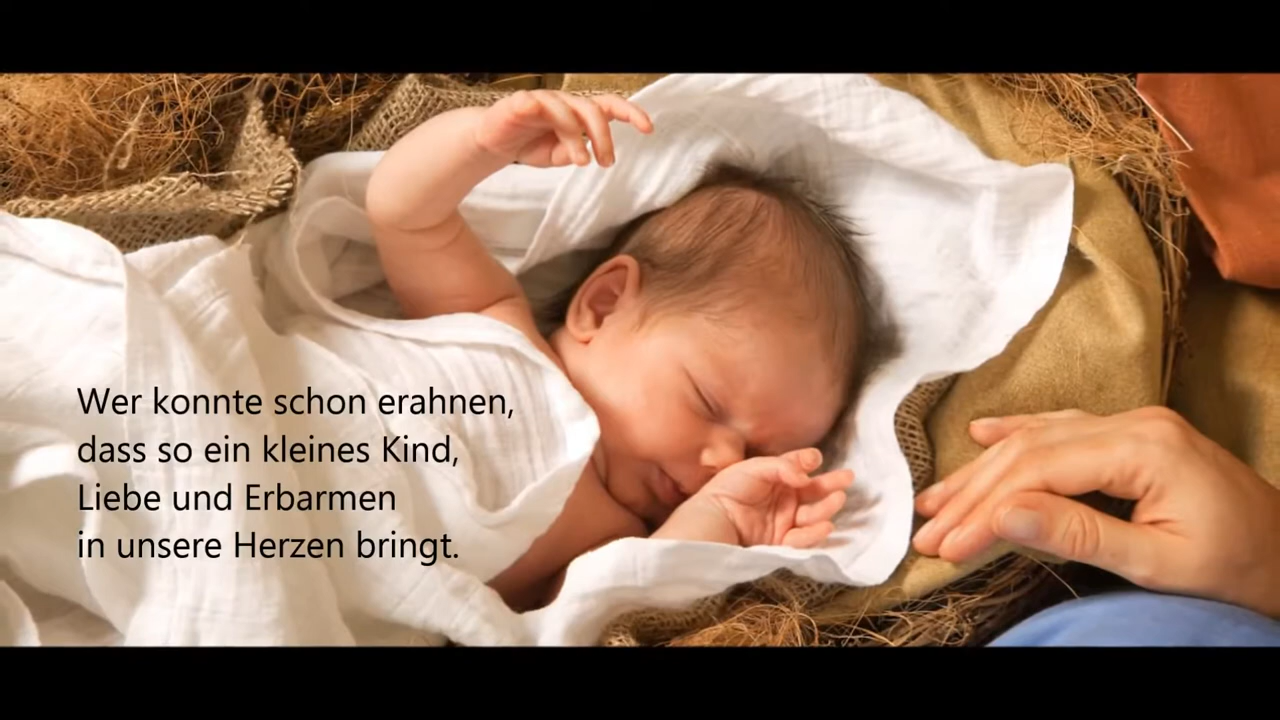 Wer konnte schon erahnen,
dass so ein kleines Kind,
Liebe und Erbarmen
in unsere Herzen bringt.